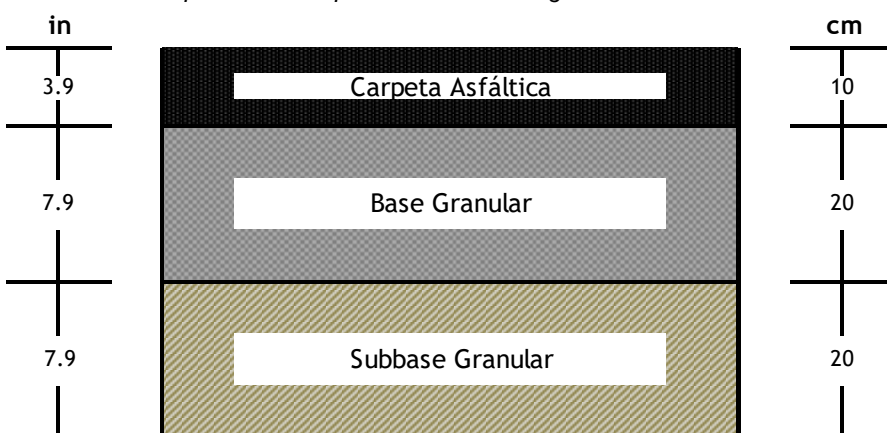 in
cm
3.9
Carpeta Asfáltica
10
7.9
Base Granular
20
7.9
Subbase Granular
20